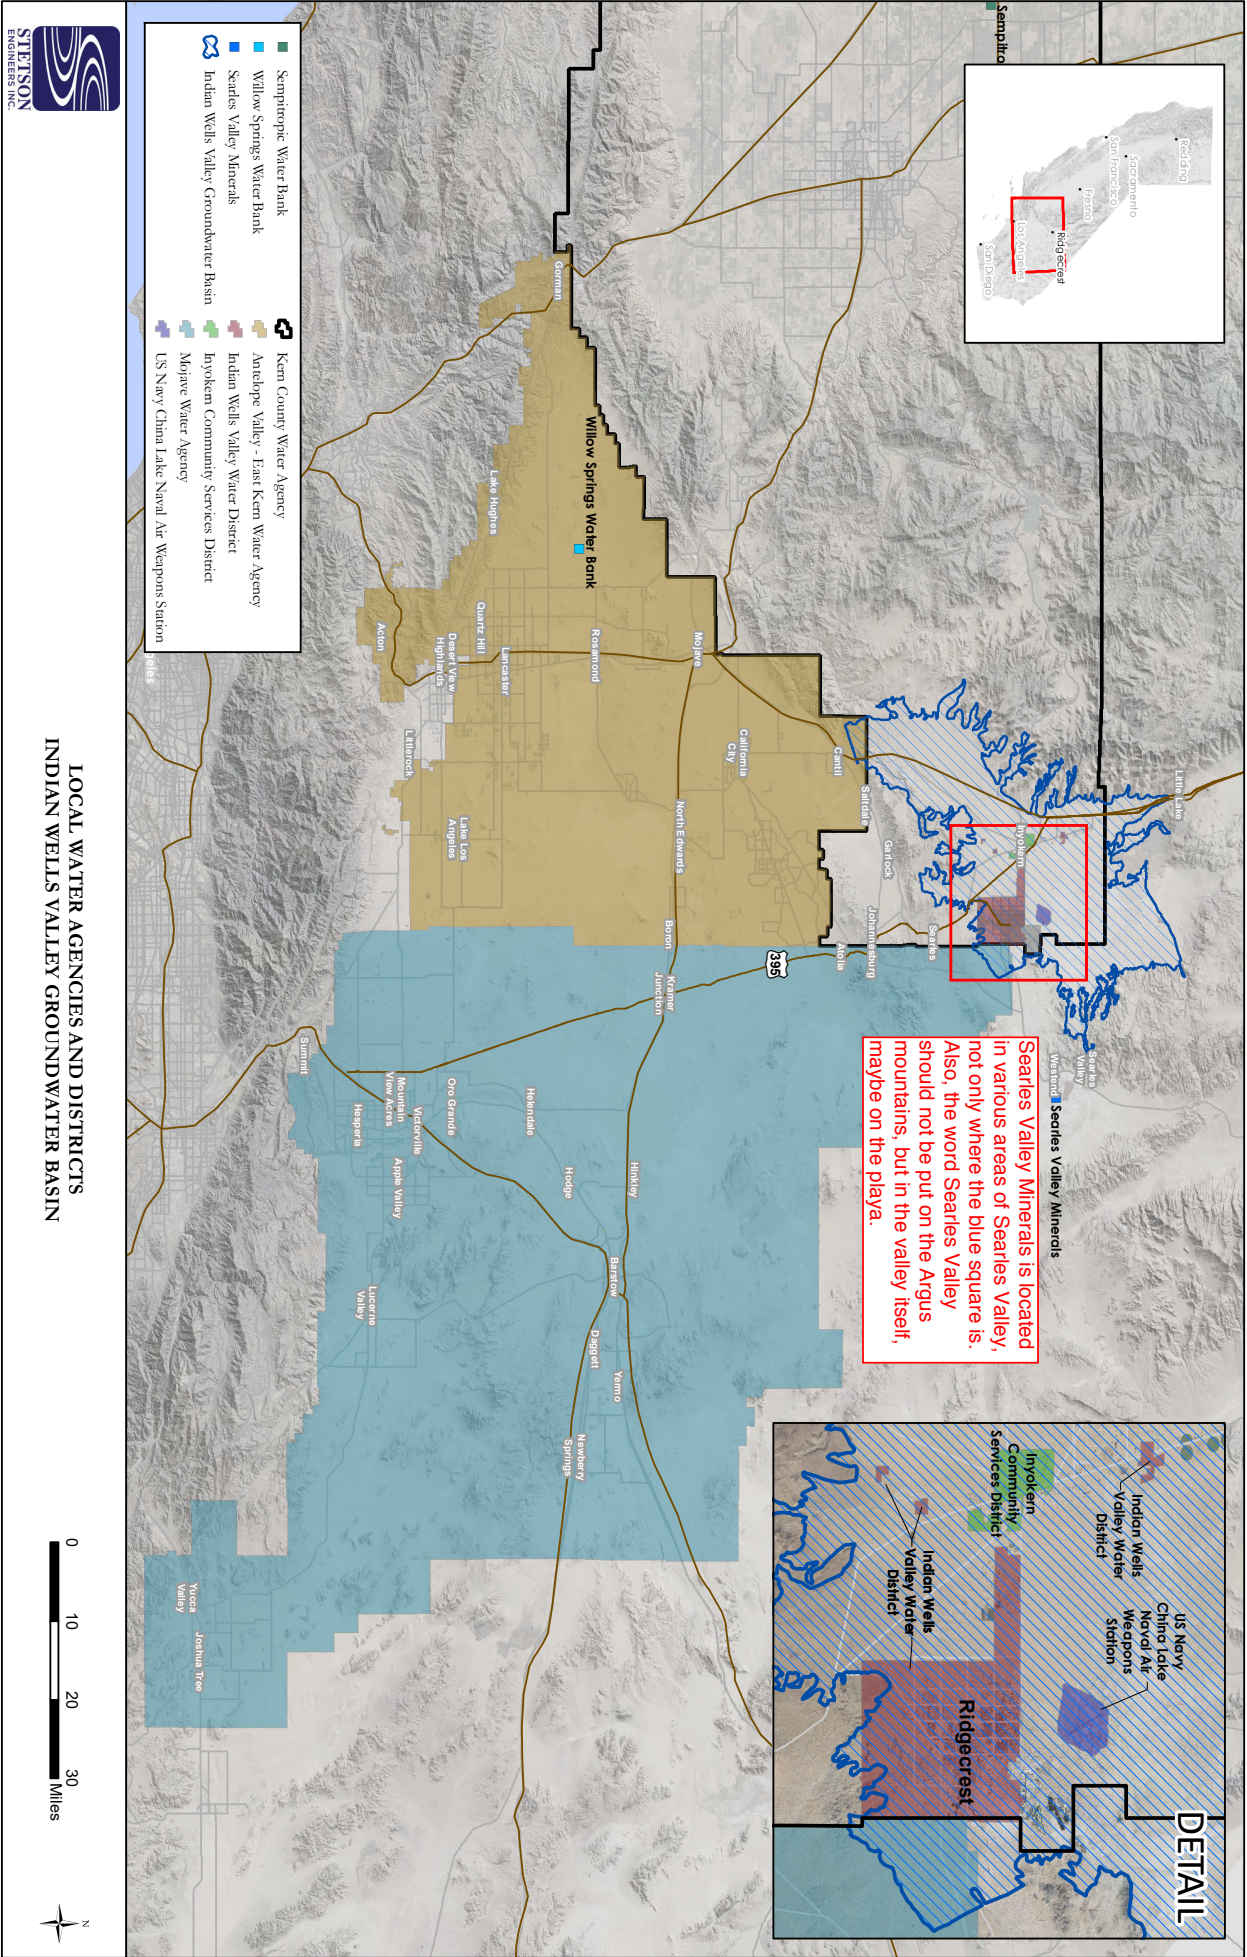 Sempitro
Redding
Sacramento
San Francisco
Fresno
Ridgecrest
Los Angeles
San Diego
Little Lake
Inyokern
Searles
Valley
Westend
Searles Valley Minerals
Searles Valley Minerals is located
in various areas of Searles Valley,
not only where the blue square is.
Also, the word Searles Valley
should not be put on the Argus
mountains, but in the valley itself,
maybe on the playa.
DETAIL
Indian Wells
Valley Water
District
US Navy
China Lake
Naval Air
Weapons
Station
Inyokern
Community
Services District
Indian Wells
Valley Water
District
Ridgecrest
Searles
Garlock
Saltdale
Johannesburg
Atolia
Cantil
395
California
City
Mojave
North Edwards
Boron
Kramer
Junction
Hinkley
Barstow
Yermo
Daggett
Newberry
Springs
Hodge
Helendale
Willow Springs Water Bank
Rosamond
Gorman
Lake Hughes
Quartz Hill
Lancaster
Desert View
Highlands
Lake Los
Angeles
Littlerock
Acton
Oro Grande
Victorville
Mountain
View Acres
Apple Valley
Hesperia
Lucerne
Valley
Summit
Yucca
Valley
Joshua Tree
eles
Sempitropic Water Bank
Willow Springs Water Bank
Searles Valley Minerals
Indian Wells Valley Groundwater Basin
Kern County Water Agency
Antelope Valley - East Kern Water Agency
Indian Wells Valley Water District
Inyokern Community Services District
Mojave Water Agency
US Navy China Lake Naval Air Weapons Station
STETSON
ENGINEERS INC.
LOCAL WATER AGENCIES AND DISTRICTS
INDIAN WELLS VALLEY GROUNDWATER BASIN
0 10 20 30
Miles
N